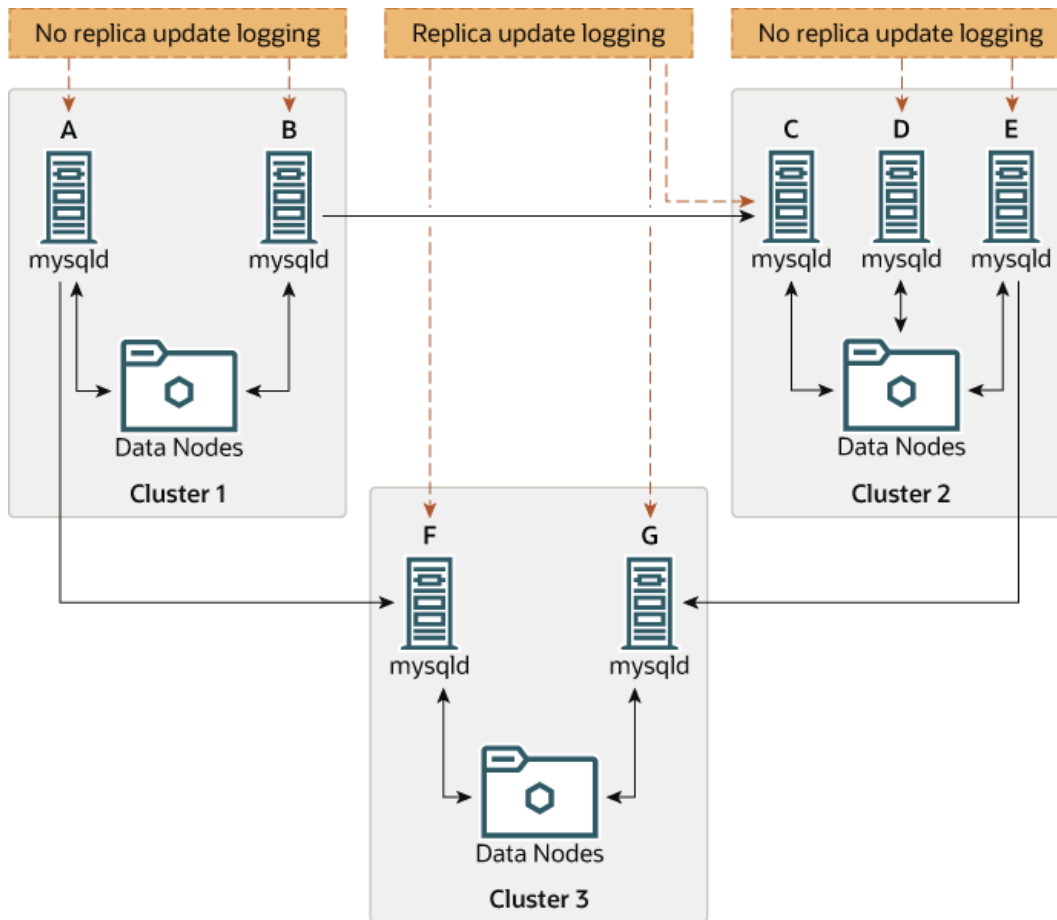 No replica update logging
Replica update logging
No replica update logging
A
B
C
D
E
mysqld
mysqld
mysqld
mysqld
mysqld
Data Nodes
Data Nodes
Cluster 1
Cluster 2
F
G
mysqld
mysqld
Data Nodes
Cluster 3